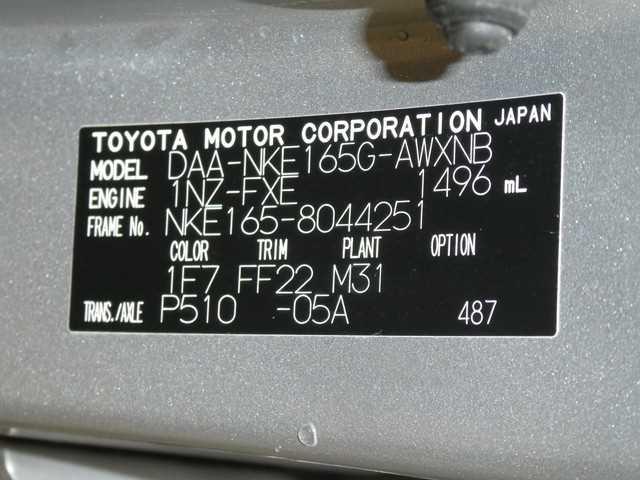 TOYOTA MOTOR CORPORATION JAPAN
MODEL DAA-NKE165G-AWXNB
ENGINE 1NZ-FXE 1496 mL
FRAME No. NKE165-8044251
COLOR TRIM PLANT OPTION
1F7 FF22 M31
TRANS./AXLE P510 -05A 487